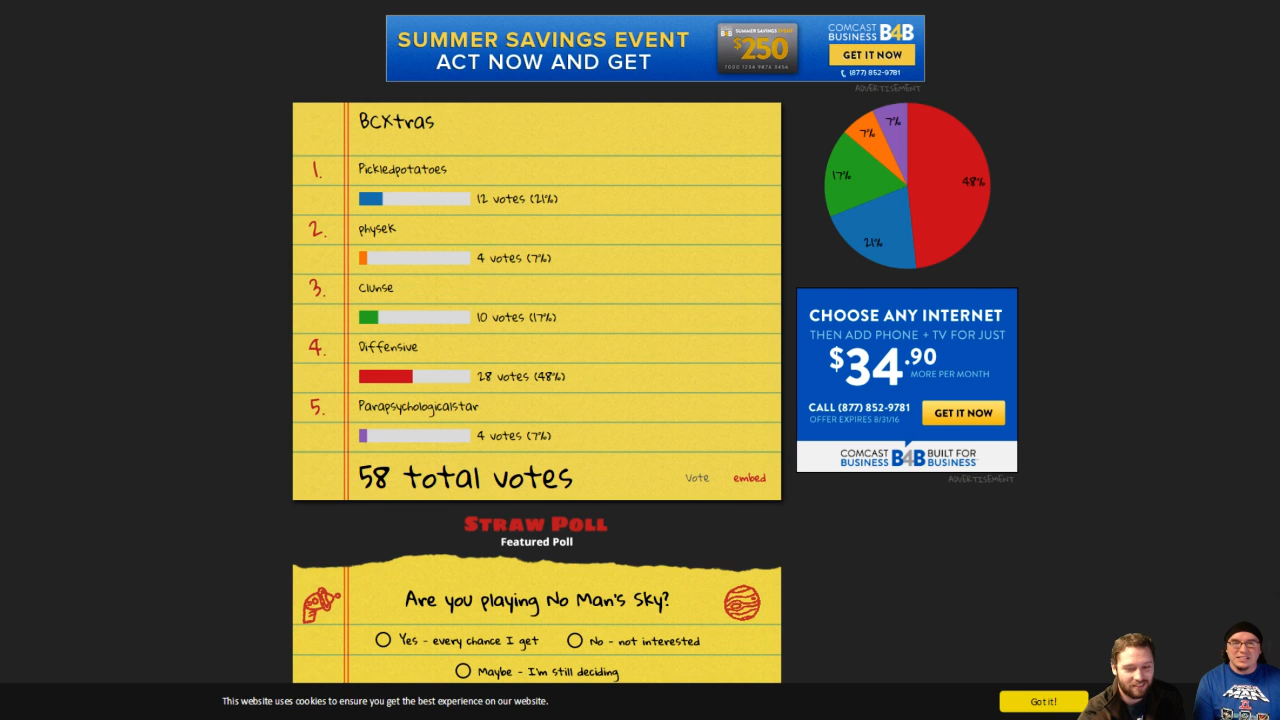 SUMMER SAVINGS EVENT
ACT NOW AND GET
SUMMER SAVINGS EVENT
$250
COMCAST
BUSINESS B4B
GET IT NOW
(877) 852-9781
ADVERTISEMENT
BCXtras
1. Pickledpotatoes
12 votes (21%)
2. physek
4 votes (7%)
3. Clunse
10 votes (17%)
4. Diffensive
28 votes (48%)
5. Parapsychologicalstar
4 votes (7%)
58 total votes
Vote embed
7%
7%
17%
48%
21%
CHOOSE ANY INTERNET
THEN ADD PHONE + TV FOR JUST
$34.90
MORE PER MONTH
CALL (877) 852-9781
OFFER EXPIRES 8/31/16
GET IT NOW
COMCAST
BUSINESS B4B BUILT FOR
BUSINESS
ADVERTISEMENT
STRAW POLL
Featured Poll
Are you playing No Man's Sky?
Yes - every chance I get No - not interested
Maybe - I'm still deciding
This website uses cookies to ensure you get the best experience on our website.
Got it!